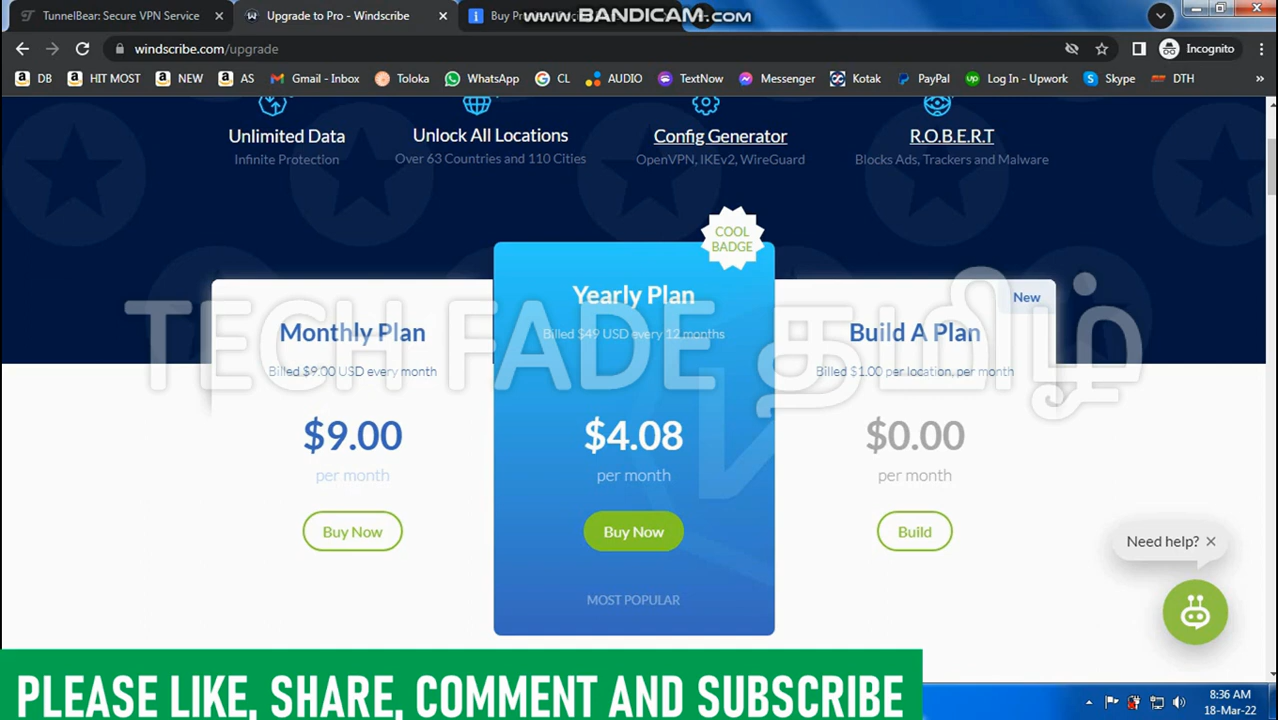 TunnelBear: Secure VPN Service
Upgrade to Pro - Windscribe
Buy Pr
www.BANDICAM.com
windscribe.com/upgrade
Incognito
DB
HIT MOST
NEW
AS
Gmail - Inbox
Toloka
WhatsApp
CL
AUDIO
TextNow
Messenger
Kotak
PayPal
Log In - Upwork
Skype
DTH
»
Unlimited Data
Infinite Protection
Unlock All Locations
Over 63 Countries and 110 Cities
Config Generator
OpenVPN, IKEv2, WireGuard
R.O.B.E.R.T
Blocks Ads, Trackers and Malware
COOL
BADGE
Monthly Plan
Billed $9.00 USD every month
$9.00
per month
Buy Now
Yearly Plan
Billed $49 USD every 12 months
$4.08
per month
Buy Now
MOST POPULAR
New
Build A Plan
Billed $1.00 per location, per month
$0.00
per month
Build
TECH FADE தமிழ்
Need help?
PLEASE LIKE, SHARE, COMMENT AND SUBSCRIBE
8:36 AM
18-Mar-22